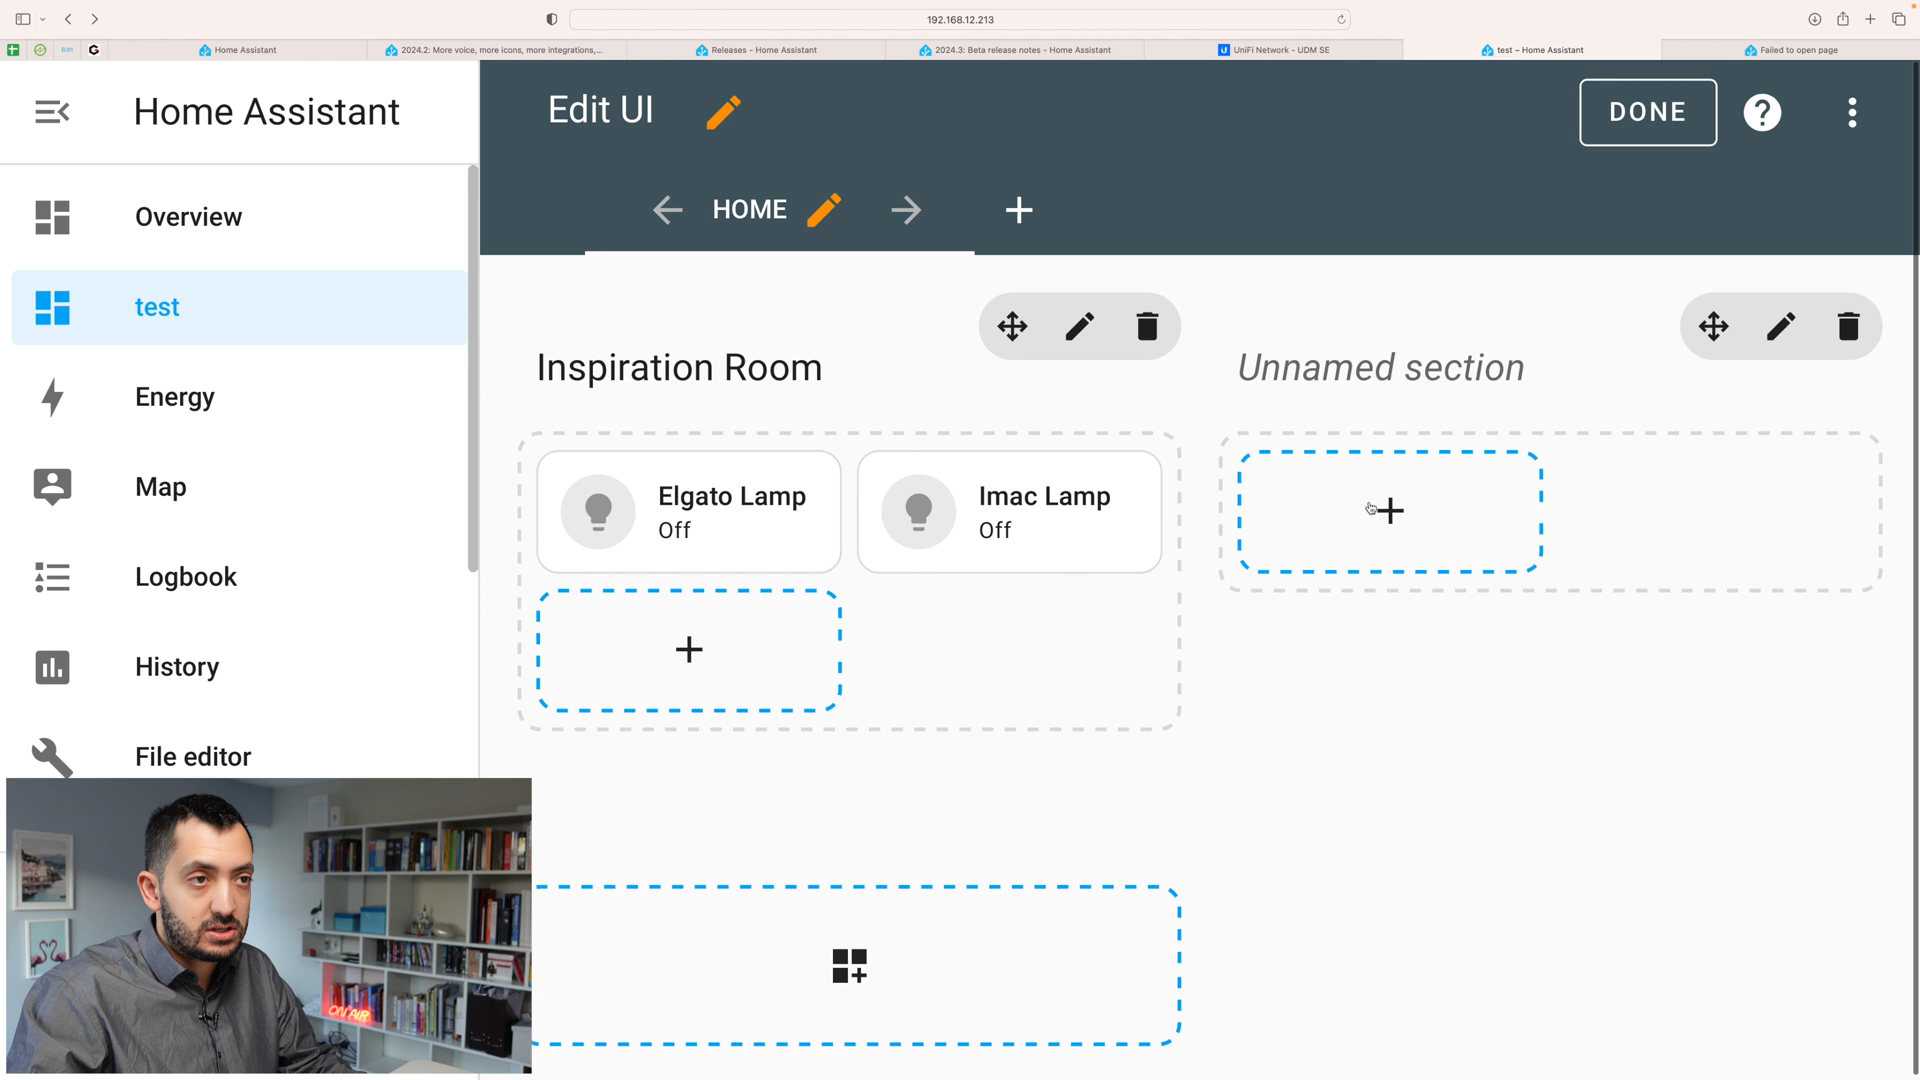 192.168.12.213
Home Assistant
2024.2: More voice, more icons, more integrations,...
Releases - Home Assistant
2024.3: Beta release notes - Home Assistant
UniFi Network - UDM SE
test – Home Assistant
Failed to open page
Home Assistant
Edit UI
DONE
HOME
Overview
test
Energy
Map
Logbook
History
File editor
Inspiration Room
Unnamed section
Elgato Lamp
Off
Imac Lamp
Off
ON AIR